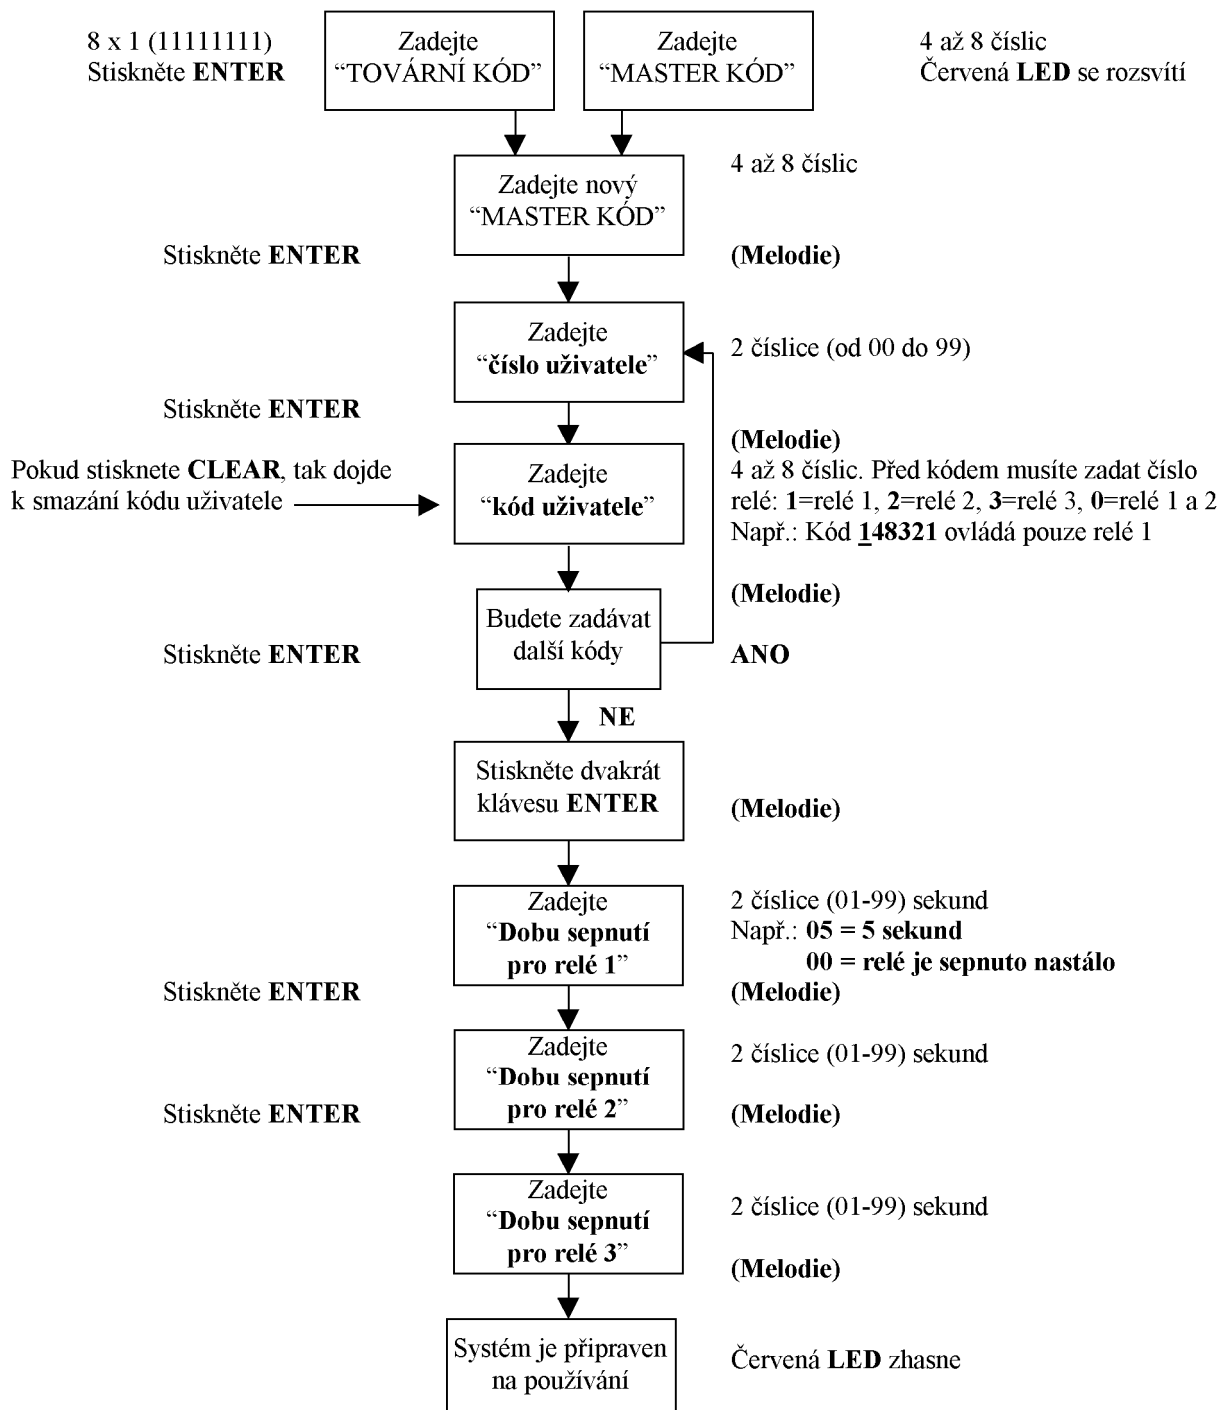 8 x 1 (11111111)
Stiskněte ENTER
Zadejte
“TOVÁRNÍ KÓD”
Zadejte
“MASTER KÓD”
4 až 8 číslic
Červená LED se rozsvítí
Zadejte nový
“MASTER KÓD”
4 až 8 číslic
Stiskněte ENTER
(Melodie)
Zadejte
“číslo uživatele”
2 číslice (od 00 do 99)
Stiskněte ENTER
(Melodie)
Pokud stisknete CLEAR, tak dojde
k smazání kódu uživatele
Zadejte
“kód uživatele”
4 až 8 číslic. Před kódem musíte zadat číslo
relé: 1=relé 1, 2=relé 2, 3=relé 3, 0=relé 1 a 2
Např.: Kód 148321 ovládá pouze relé 1
(Melodie)
Budete zadávat
další kódy
Stiskněte ENTER
ANO
NE
Stiskněte dvakrát
klávesu ENTER
(Melodie)
Zadejte
“Dobu sepnutí
pro relé 1”
2 číslice (01-99) sekund
Např.: 05 = 5 sekund
00 = relé je sepnuto nastálo
Stiskněte ENTER
(Melodie)
Zadejte
“Dobu sepnutí
pro relé 2”
2 číslice (01-99) sekund
Stiskněte ENTER
(Melodie)
Zadejte
“Dobu sepnutí
pro relé 3”
2 číslice (01-99) sekund
(Melodie)
Systém je připraven
na používání
Červená LED zhasne